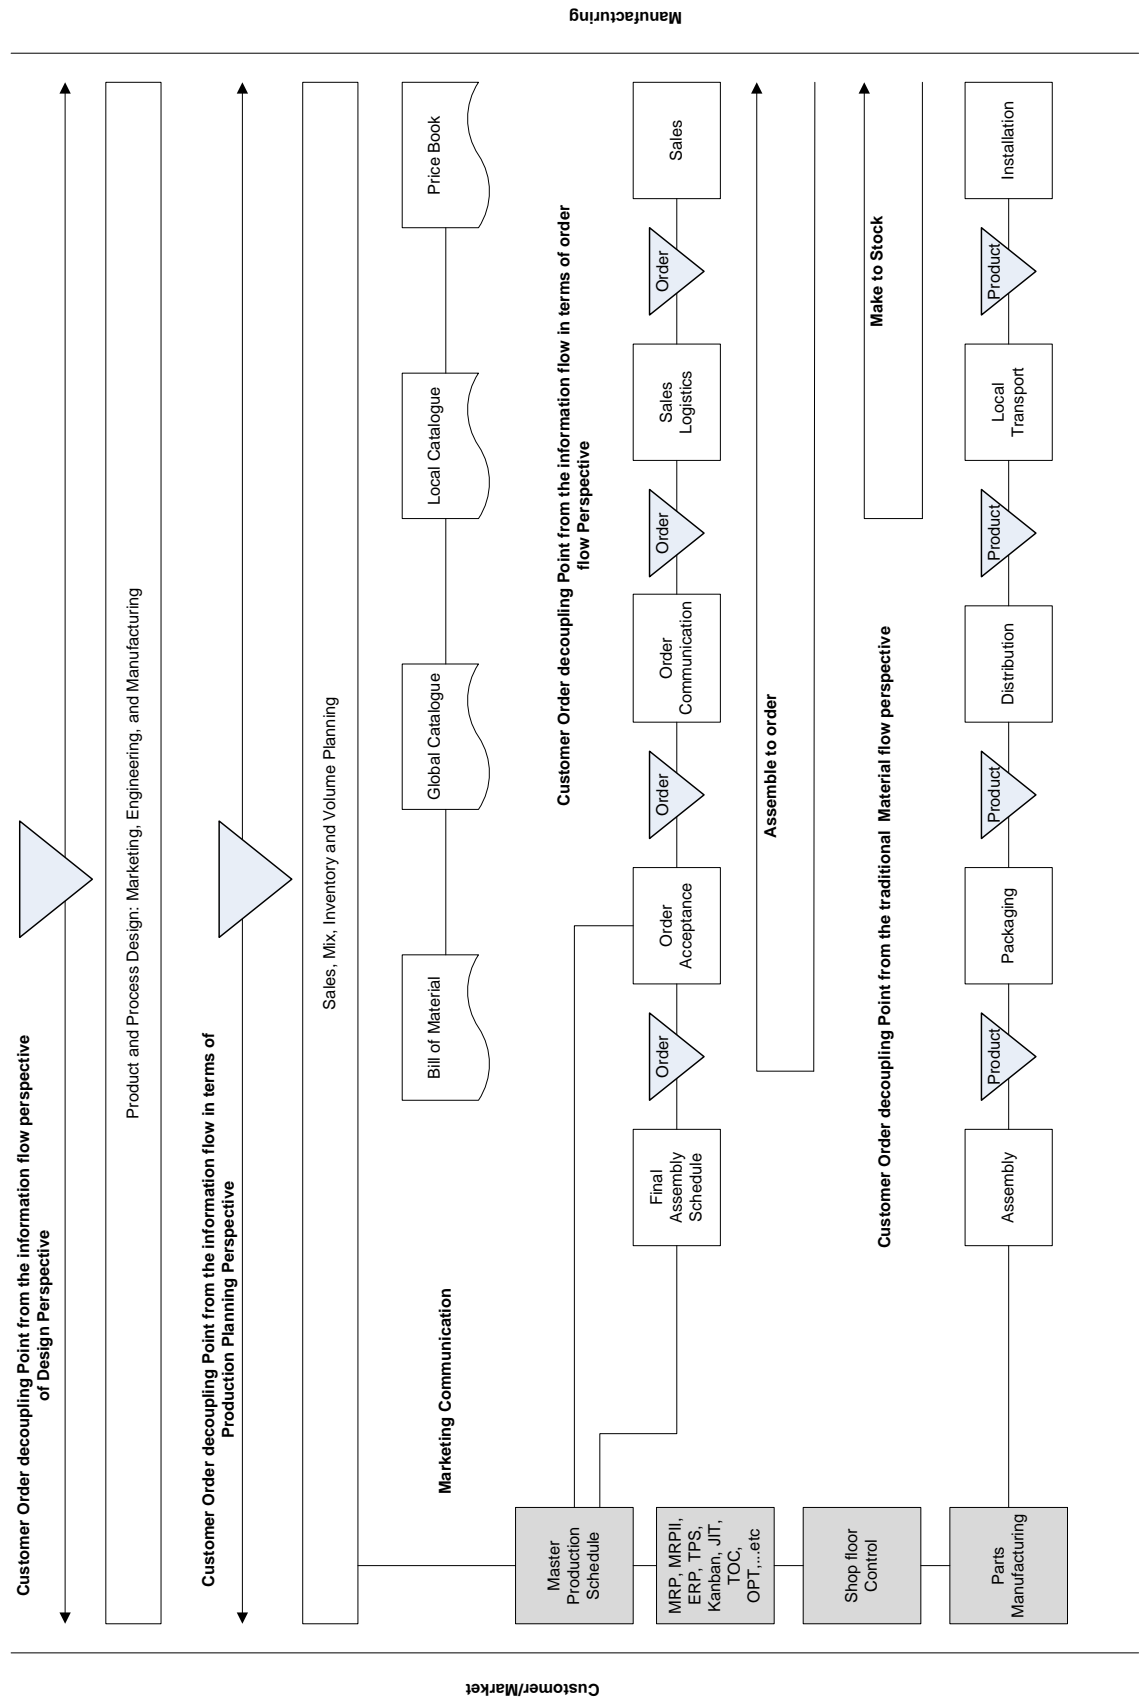 Customer Order decoupling Point from the information flow perspective
of Design Perspective
Product and Process Design: Marketing, Engineering, and Manufacturing
Customer Order decoupling Point from the information flow in terms of
Production Planning Perspective
Sales, Mix, Inventory and Volume Planning
Marketing Communication
Bill of Material
Global Catalogue
Local Catalogue
Price Book
Customer Order decoupling Point from the information flow in terms of order
flow Perspective
Master
Production
Schedule
Final
Assembly
Schedule
Order
Order
Acceptance
Order
Order
Communication
Order
Sales
Logistics
Order
Sales
MRP, MRPII,
ERP, TPS,
Kanban, JIT,
TOC,
OPT,...etc
Assemble to order
Shop floor
Control
Make to Stock
Customer Order decoupling Point from the traditional Material flow perspective
Parts
Manufacturing
Assembly
Product
Packaging
Product
Distribution
Product
Local
Transport
Product
Installation
Customer/Market
Manufacturing